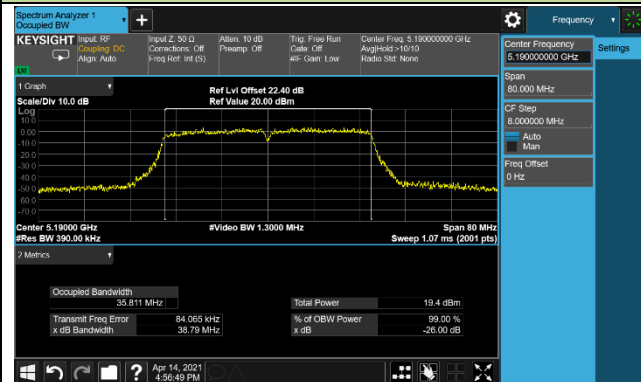 Spectrum Analyzer 1
Occupied BW
+
Frequency
KEYSIGHT
Input: RF
Coupling: DC
Align: Auto
Input Z: 50 Ω
Corrections: Off
Freq Ref: Int (S)
Atten: 10 dB
Preamp: Off
Trig: Free Run
Gate: Off
#IF Gain: Low
Center Freq: 5.190000000 GHz
Avg|Hold:>10/10
Radio Std: None
Center Frequency
5.190000000 GHz
Settings
Span
80.000 MHz
CF Step
8.000000 MHz
Auto
Man
Freq Offset
0 Hz
1 Graph
Scale/Div 10.0 dB
Ref Lvl Offset 22.40 dB
Ref Value 20.00 dBm
Log
10.0
0.00
-10.0
-20.0
-30.0
-40.0
-50.0
-60.0
-70.0
Center 5.19000 GHz
#Res BW 390.00 kHz
#Video BW 1.3000 MHz
Span 80 MHz
Sweep 1.07 ms (2001 pts)
2 Metrics
Occupied Bandwidth
35.811 MHz
Total Power
19.4 dBm
Transmit Freq Error
84.065 kHz
% of OBW Power
99.00 %
x dB Bandwidth
38.79 MHz
x dB
-26.00 dB
?
Apr 14, 2021
4:56:49 PM